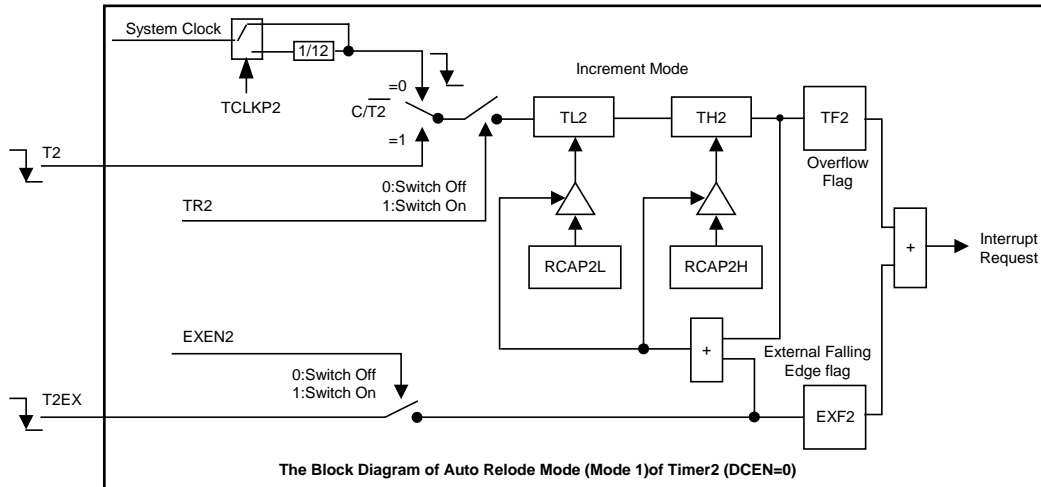 System Clock
1/12
TCLKP2
=0
C/T2
=1
Increment Mode
TL2
TH2
TF2
Overflow
Flag
T2
0:Switch Off
1:Switch On
TR2
RCAP2L
RCAP2H
+
Interrupt
Request
EXEN2
0:Switch Off
1:Switch On
+
External Falling
Edge flag
T2EX
EXF2
The Block Diagram of Auto Relode Mode (Mode 1)of Timer2 (DCEN=0)